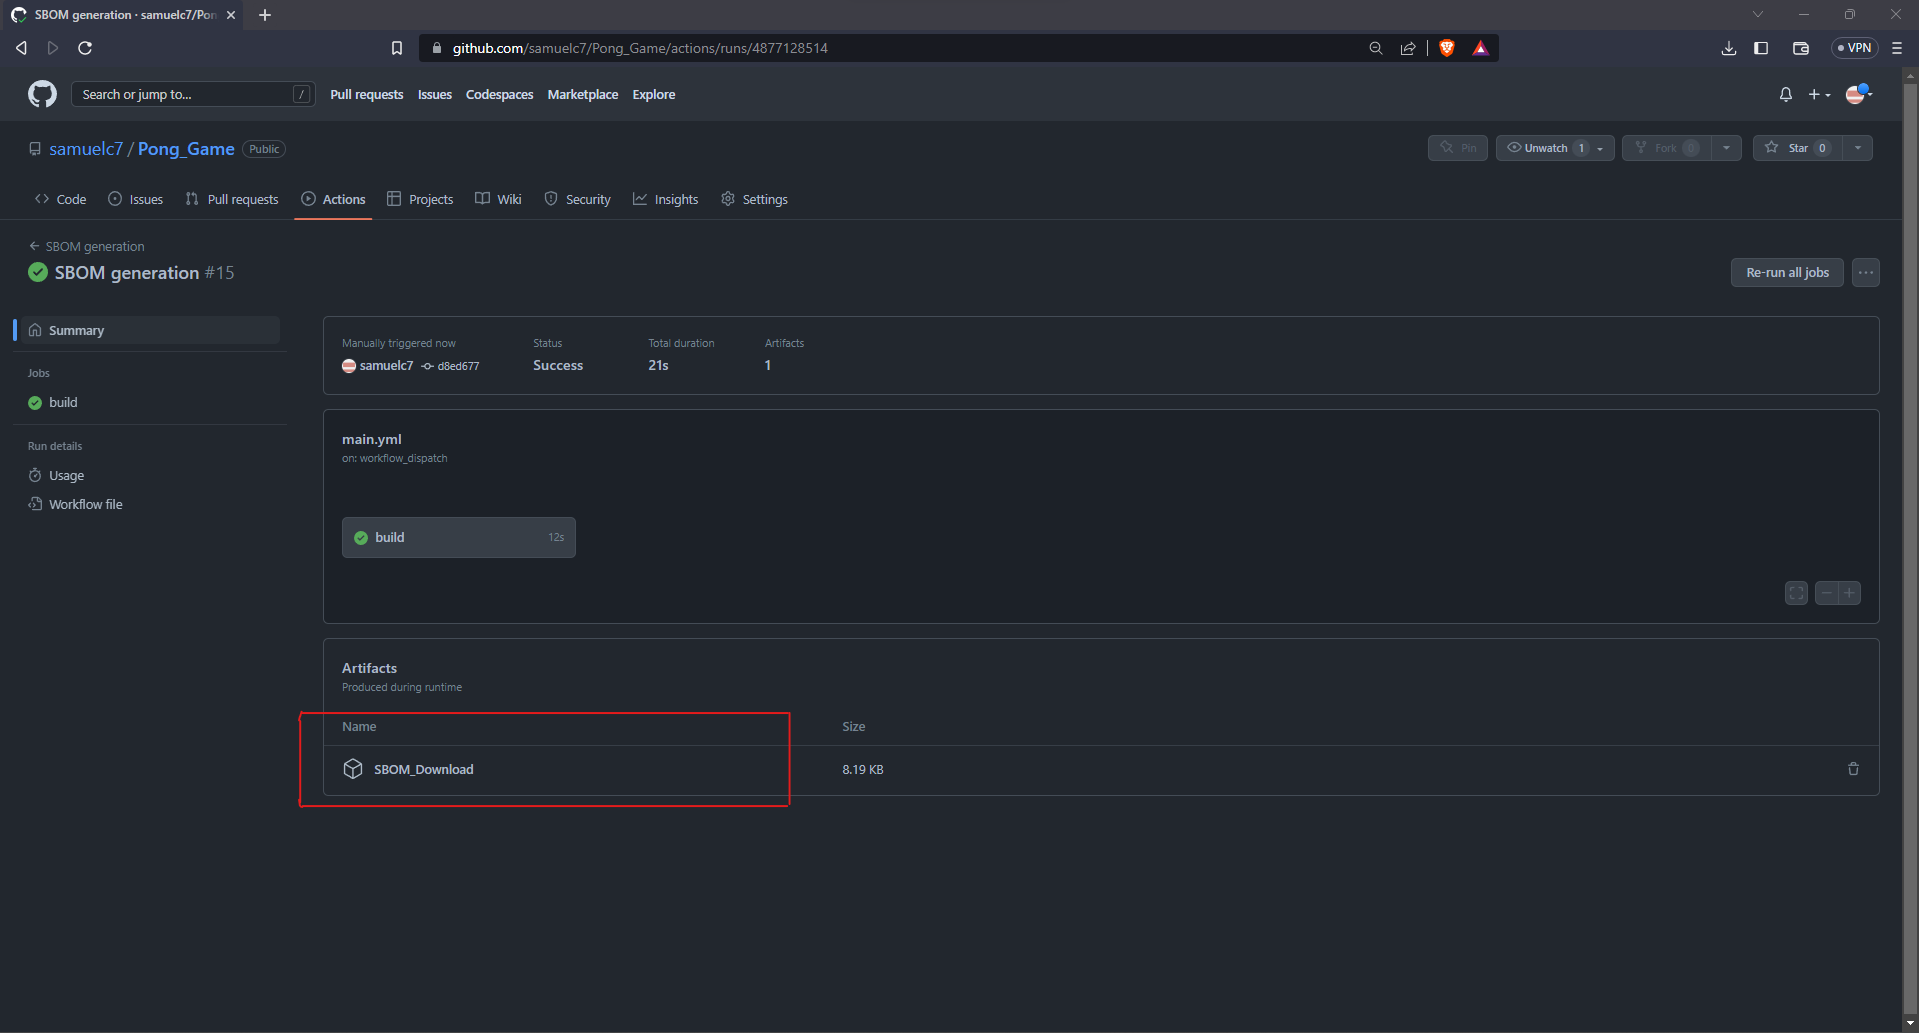 SBOM generation · samuelc7/Pon
github.com/samuelc7/Pong_Game/actions/runs/4877128514
VPN
Search or jump to...
/
Pull requests
Issues
Codespaces
Marketplace
Explore
samuelc7 / Pong_Game
Public
Pin
Unwatch 1
Fork 0
Star 0
Code
Issues
Pull requests
Actions
Projects
Wiki
Security
Insights
Settings
SBOM generation
SBOM generation #15
Re-run all jobs
Summary
Jobs
build
Run details
Usage
Workflow file
Manually triggered now
Status
Total duration
Artifacts
samuelc7
d8ed677
Success
21s
1
main.yml
on: workflow_dispatch
build
12s
Artifacts
Produced during runtime
Name
Size
SBOM_Download
8.19 KB